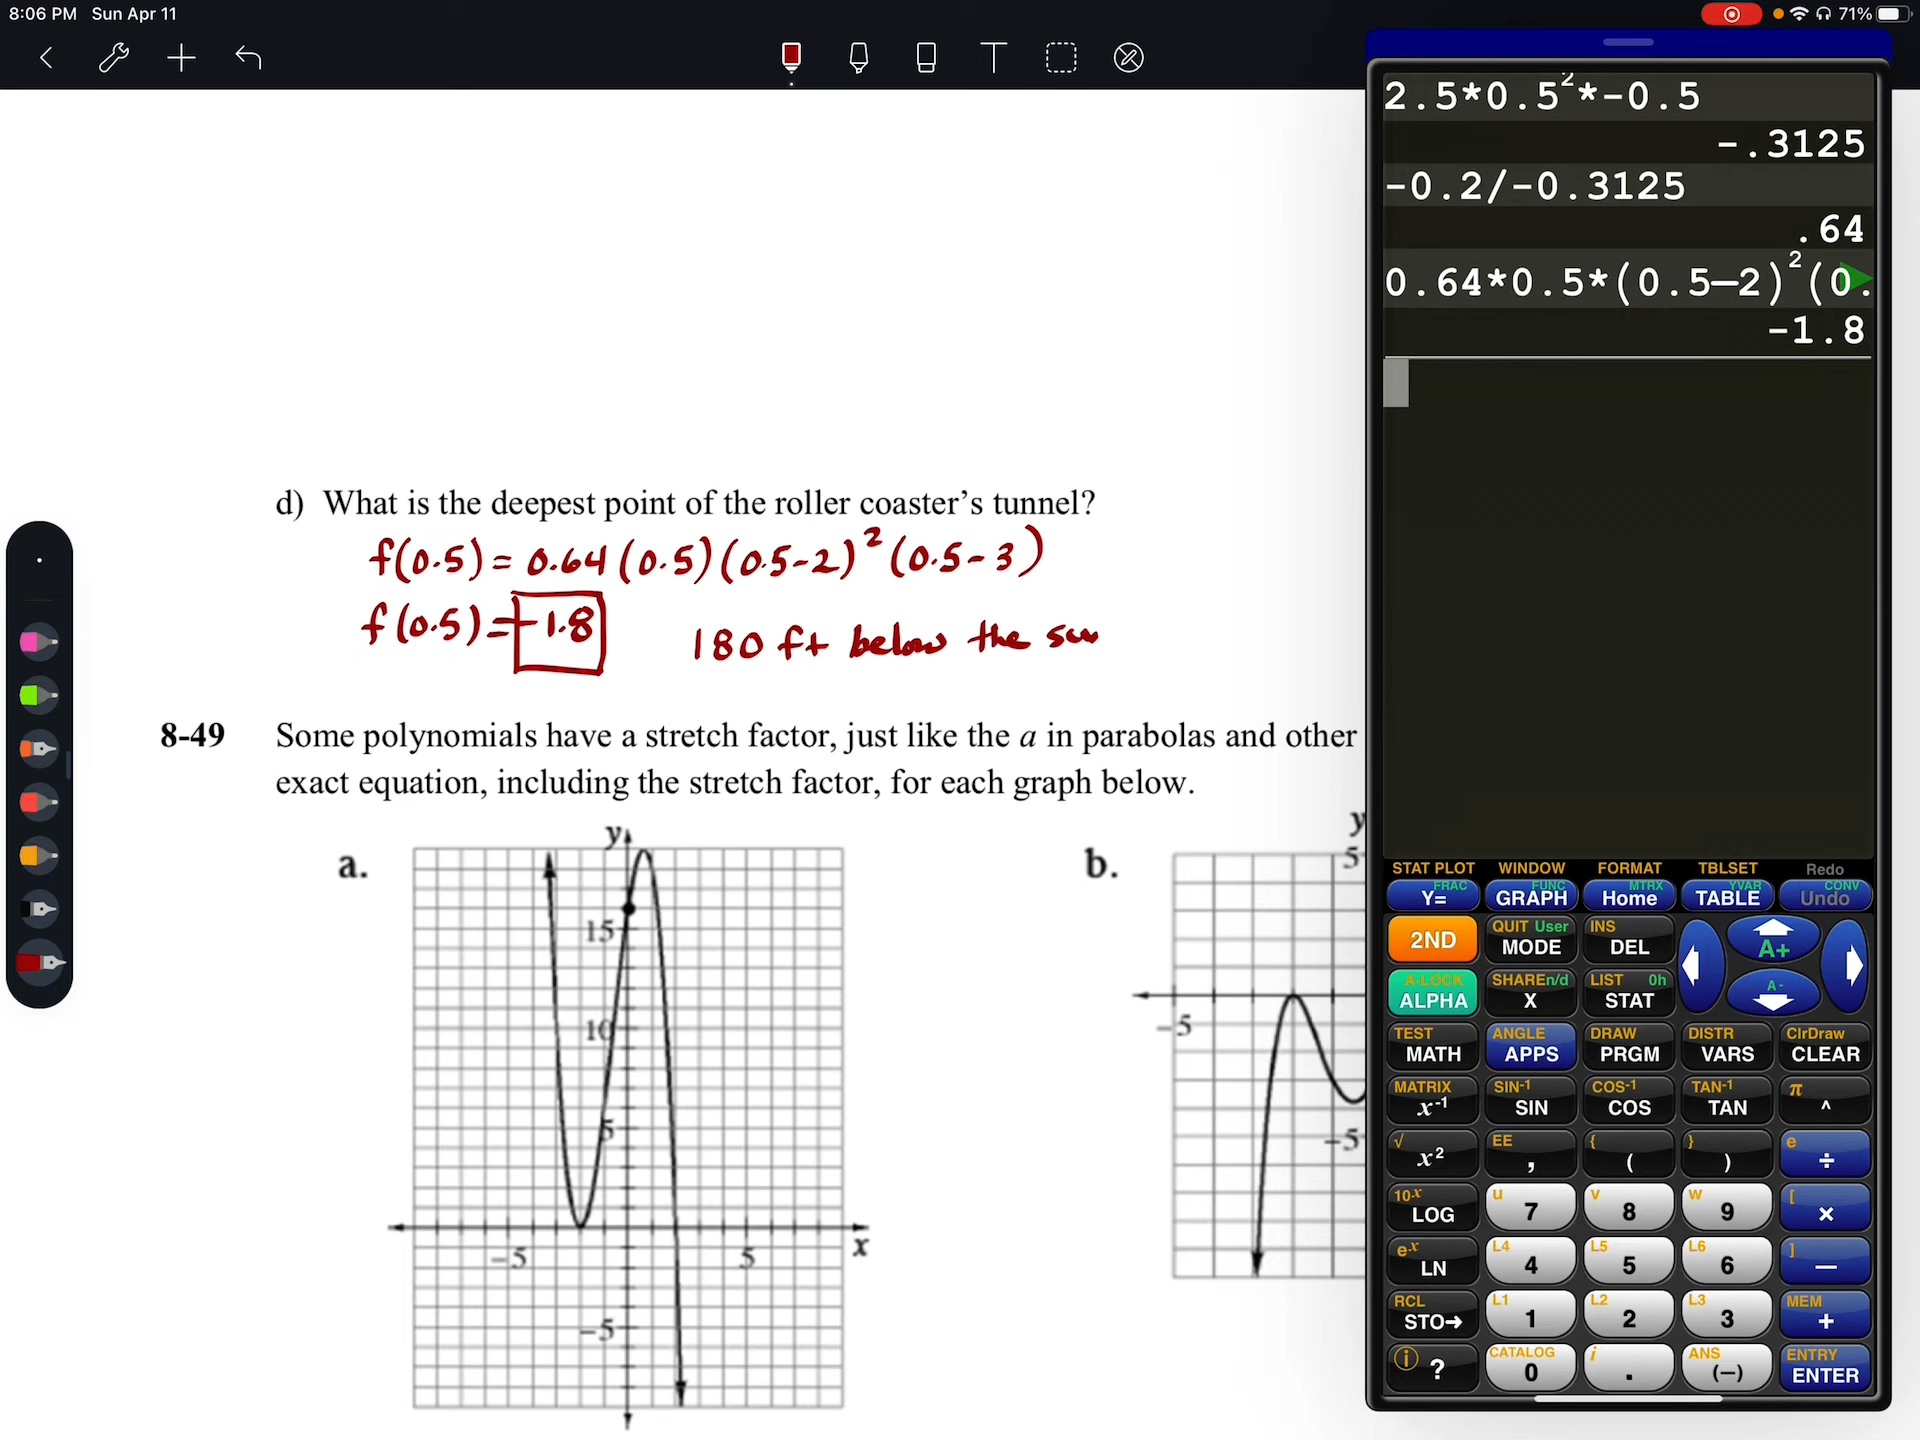 8:06 PM Sun Apr 11
71%
T
2.5*0.5²*-0.5
-.3125
-0.2/-0.3125
.64
0.64*0.5*(0.5—2)²(0.
-1.8
d) What is the deepest point of the roller coaster's tunnel?
f(0.5) = 0.64 (0.5) (0.5-2)² (0.5-3)
f(0.5) = -1.8 180 ft below the
8-49 Some polynomials have a stretch factor, just like the a in parabolas and other
exact equation, including the stretch factor, for each graph below.
a. y 15 10 5 -5 5 x -5
b. y 5 -5 -5
STAT PLOT WINDOW FORMAT TBLSET Redo
FRAC FUNC MTRX YVAR CONV
Y= GRAPH Home TABLE Undo
QUIT User INS
2ND MODE DEL A+
A-LOCK SHARE n/d LIST 0h A-
ALPHA X STAT
TEST ANGLE DRAW DISTR ClrDraw
MATH APPS PRGM VARS CLEAR
MATRIX SIN-1 COS-1 TAN-1 π
x-1 SIN COS TAN ^
√ EE { } e
x² , ( ) ÷
10x u v w [
LOG 7 8 9 ×
ex L4 L5 L6 ]
LN 4 5 6 —
RCL L1 L2 L3 MEM
STO→ 1 2 3 +
i CATALOG i ANS ENTRY
? 0 . (−) ENTER